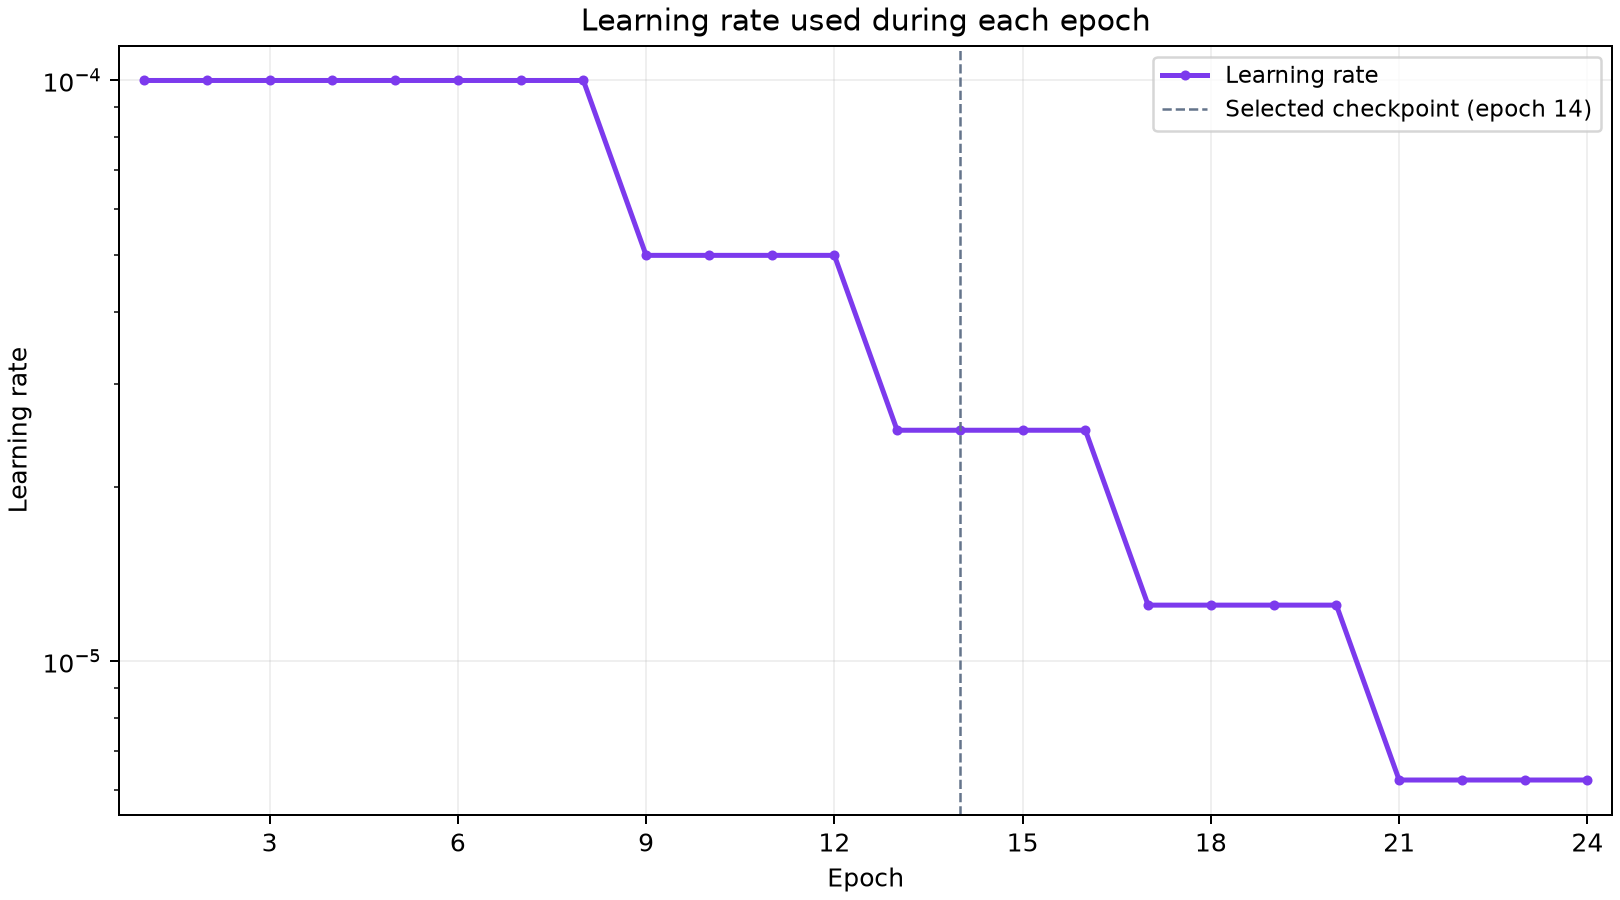 Learning rate used during each epoch
Learning rate
Selected checkpoint (epoch 14)
10⁻⁴
10⁻⁵
Learning rate
3 6 9 12 15 18 21 24
Epoch